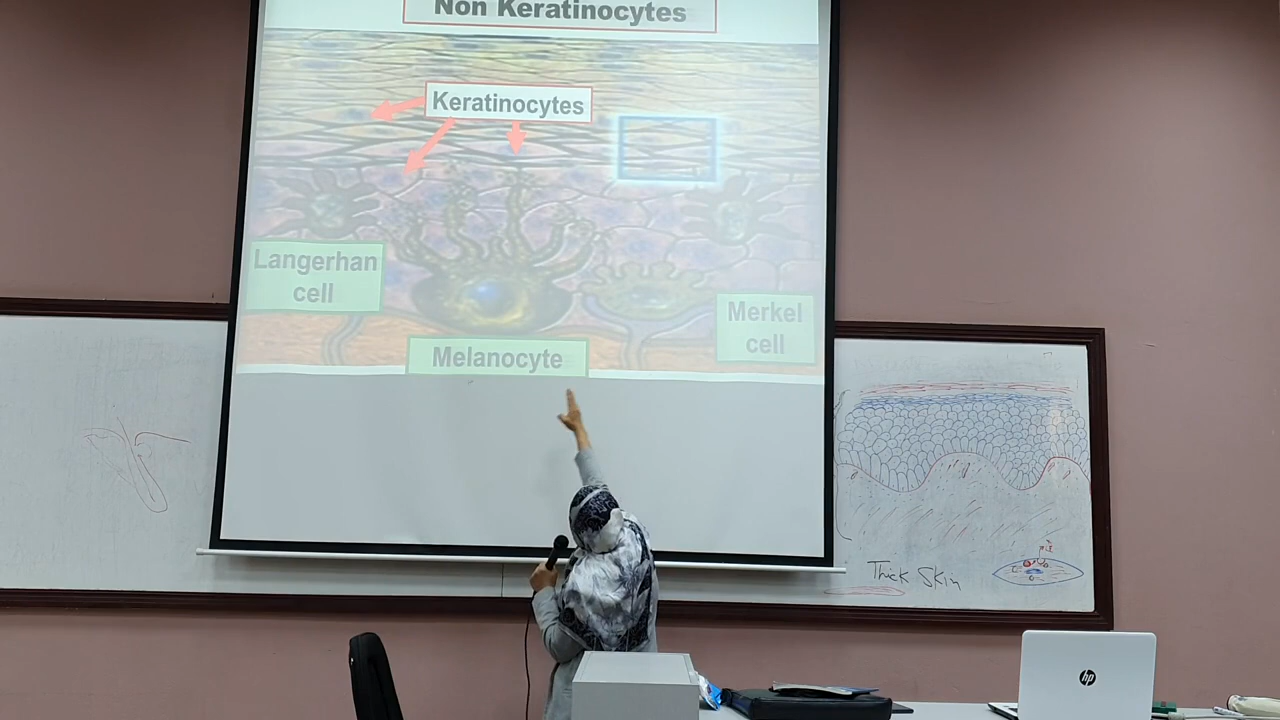 Non Keratinocytes
Keratinocytes
Langerhan
cell
Melanocyte
Merkel
cell
Thick Skin
hp